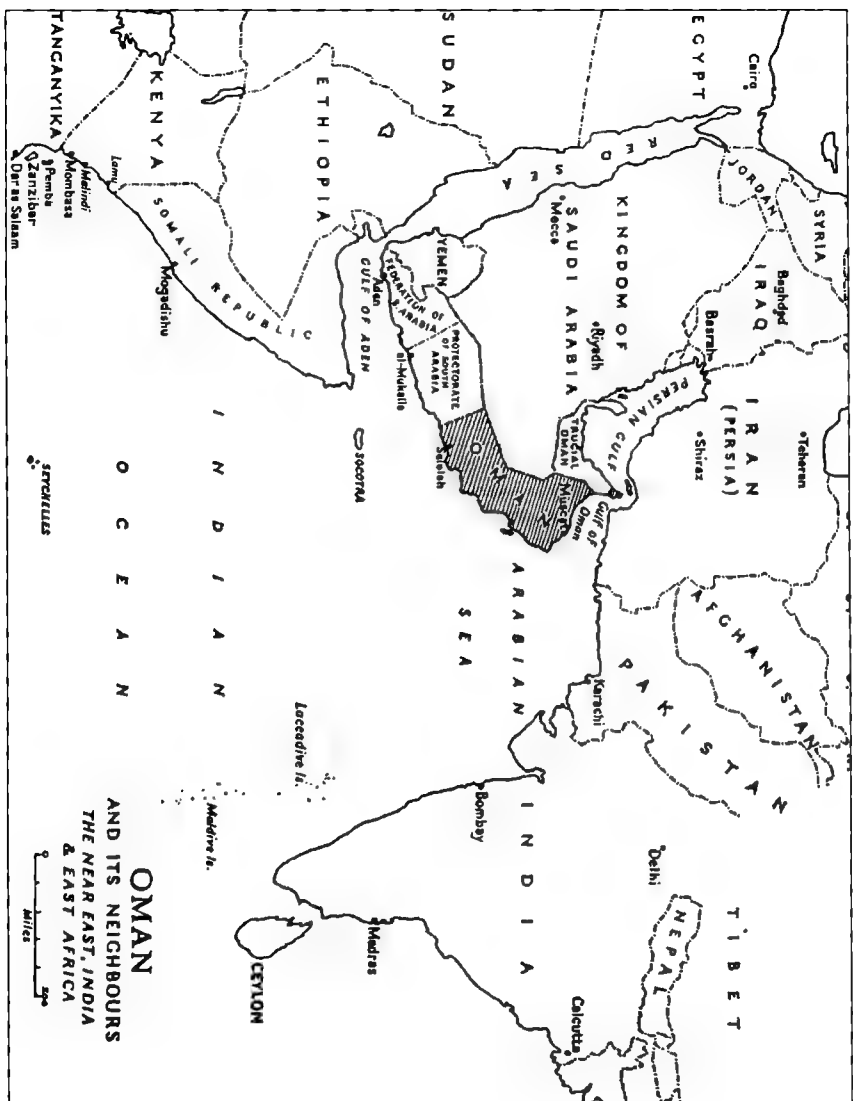 EGYPT
Cairo
SUDAN
ETHIOPIA
KENYA
TANGANYIKA
Lamu
Malindi
Mombasa
Pemba
Zanzibar
Dar es Salaam
SOMALI REPUBLIC
Mogadishu
RED SEA
JORDAN
SYRIA
IRAQ
Baghdad
Basrah
KINGDOM OF
SAUDI ARABIA
Mecca
Riyadh
YEMEN
Aden
GULF OF ADEN
FEDERATION OF
S. ARABIA
PROTECTORATE
OF SOUTH
ARABIA
al-Mukalla
SOCOTRA
PERSIAN GULF
TRUCIAL
OMAN
OMAN
Muscat
Salalah
Gulf of
Oman
IRAN
(PERSIA)
Teheran
Shiraz
AFGHANISTAN
PAKISTAN
Karachi
ARABIAN
SEA
INDIAN
OCEAN
SEYCHELLES
Laccadive Is.
Maldive Is.
INDIA
Bombay
Delhi
Madras
Calcutta
CEYLON
NEPAL
TIBET
OMAN
AND ITS NEIGHBOURS
THE NEAR EAST, INDIA
& EAST AFRICA
0
Miles